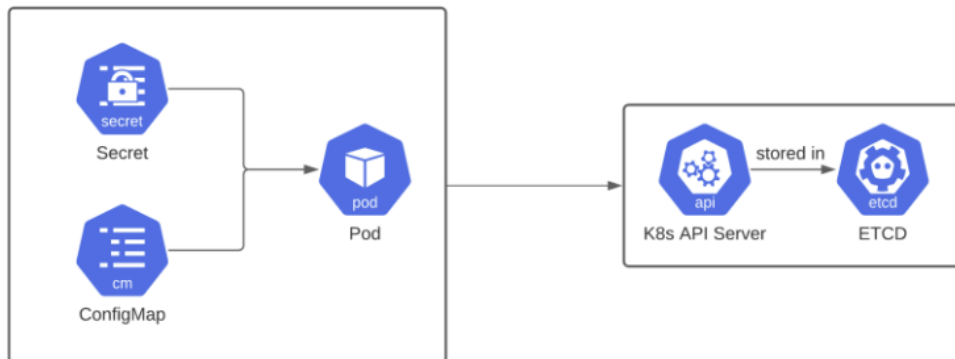 secret
Secret
cm
ConfigMap
pod
Pod
api
K8s API Server
stored in
etcd
ETCD